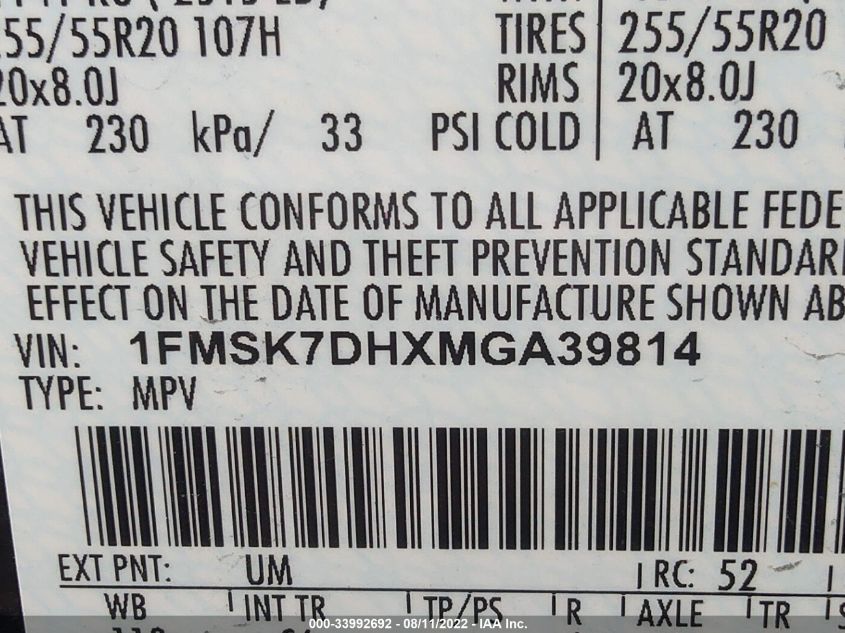 255/55R20 107H TIRES 255/55R20
20x8.0J RIMS 20x8.0J
AT 230 kPa/ 33 PSI COLD AT 230
THIS VEHICLE CONFORMS TO ALL APPLICABLE FEDE
VEHICLE SAFETY AND THEFT PREVENTION STANDAR
EFFECT ON THE DATE OF MANUFACTURE SHOWN AB
VIN: 1FMSK7DHXMGA39814
TYPE: MPV
EXT PNT: UM RC: 52
WB INT TR TP/PS R AXLE TR S
000-33992692 - 08/11/2022 - IAA Inc.